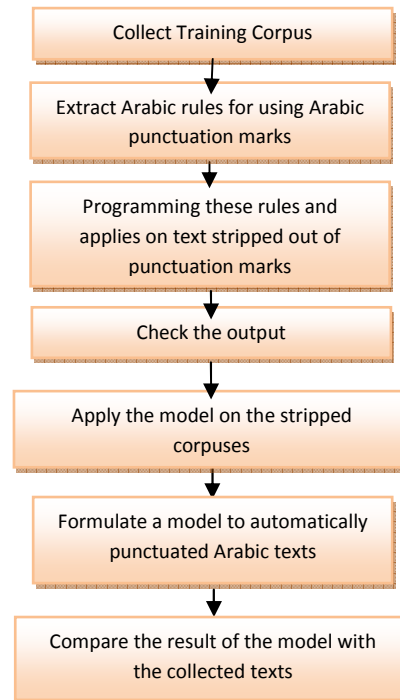 Collect Training Corpus
Extract Arabic rules for using Arabic
punctuation marks
Programming these rules and
applies on text stripped out of
punctuation marks
Check the output
Apply the model on the stripped
corpuses
Formulate a model to automatically
punctuated Arabic texts
Compare the result of the model with
the collected texts